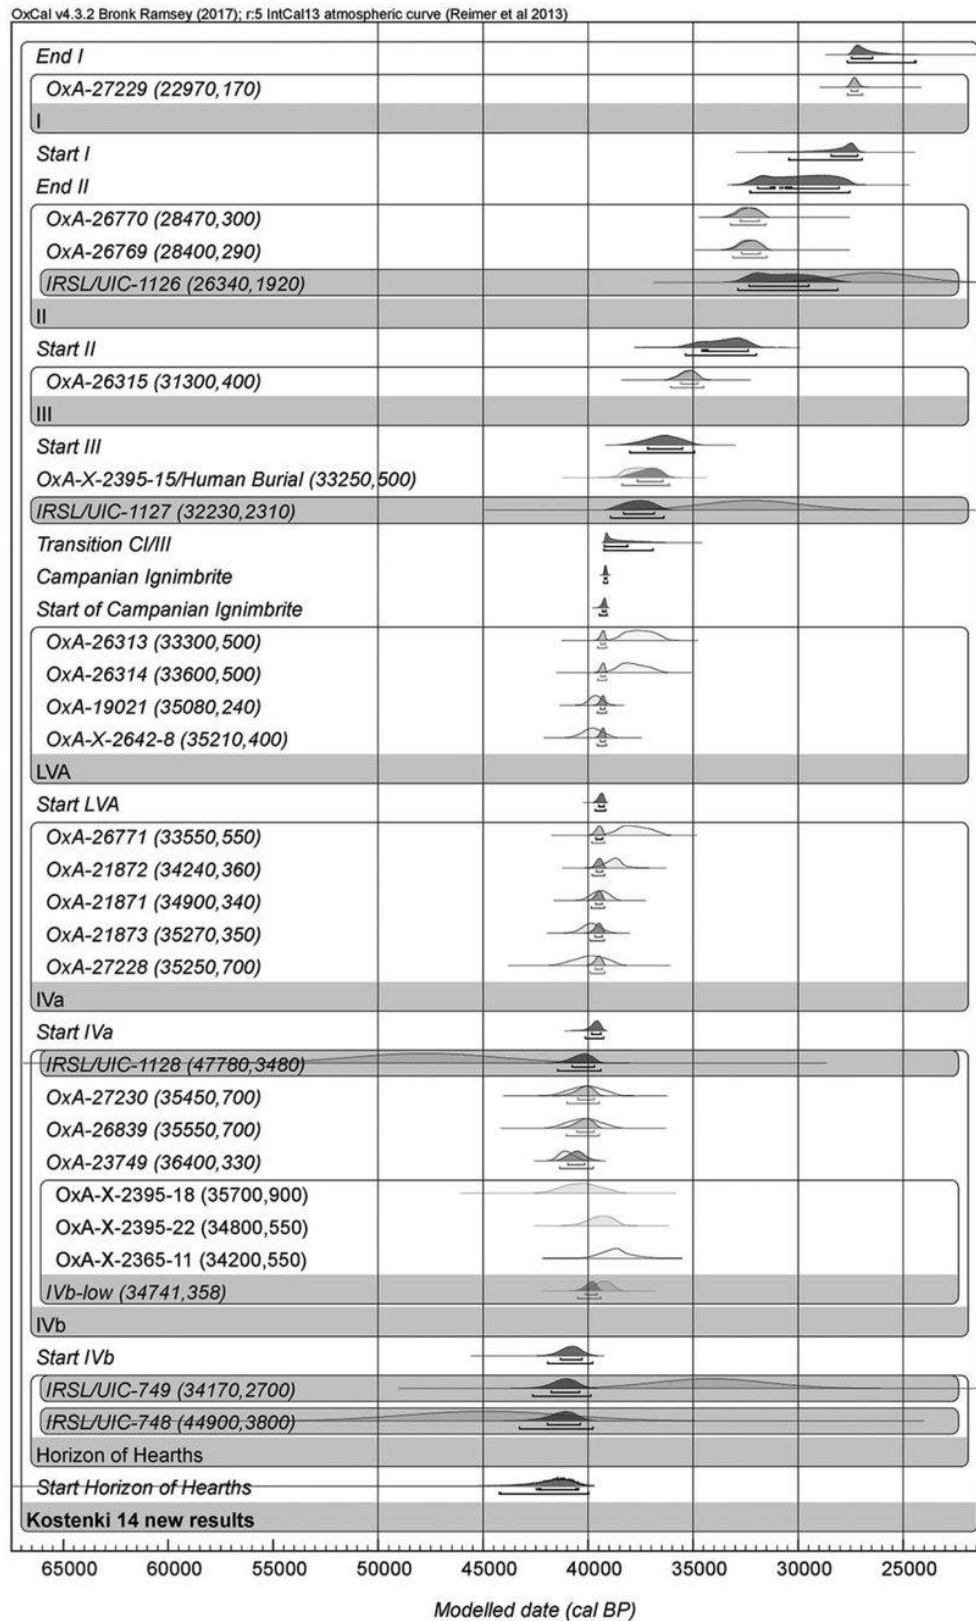 OxCal v4.3.2 Bronk Ramsey (2017); r:5 IntCal13 atmospheric curve (Reimer et al 2013)
End I
OxA-27229 (22970,170)
I
Start I
End II
OxA-26770 (28470,300)
OxA-26769 (28400,290)
IRSL/UIC-1126 (26340,1920)
II
Start II
OxA-26315 (31300,400)
III
Start III
OxA-X-2395-15/Human Burial (33250,500)
IRSL/UIC-1127 (32230,2310)
Transition CI/III
Campanian Ignimbrite
Start of Campanian Ignimbrite
OxA-26313 (33300,500)
OxA-26314 (33600,500)
OxA-19021 (35080,240)
OxA-X-2642-8 (35210,400)
LVA
Start LVA
OxA-26771 (33550,550)
OxA-21872 (34240,360)
OxA-21871 (34900,340)
OxA-21873 (35270,350)
OxA-27228 (35250,700)
IVa
Start IVa
IRSL/UIC-1128 (47780,3480)
OxA-27230 (35450,700)
OxA-26839 (35550,700)
OxA-23749 (36400,330)
OxA-X-2395-18 (35700,900)
OxA-X-2395-22 (34800,550)
OxA-X-2365-11 (34200,550)
IVb-low (34741,358)
IVb
Start IVb
IRSL/UIC-749 (34170,2700)
IRSL/UIC-748 (44900,3800)
Horizon of Hearths
Start Horizon of Hearths
Kostenki 14 new results
65000 60000 55000 50000 45000 40000 35000 30000 25000
Modelled date (cal BP)